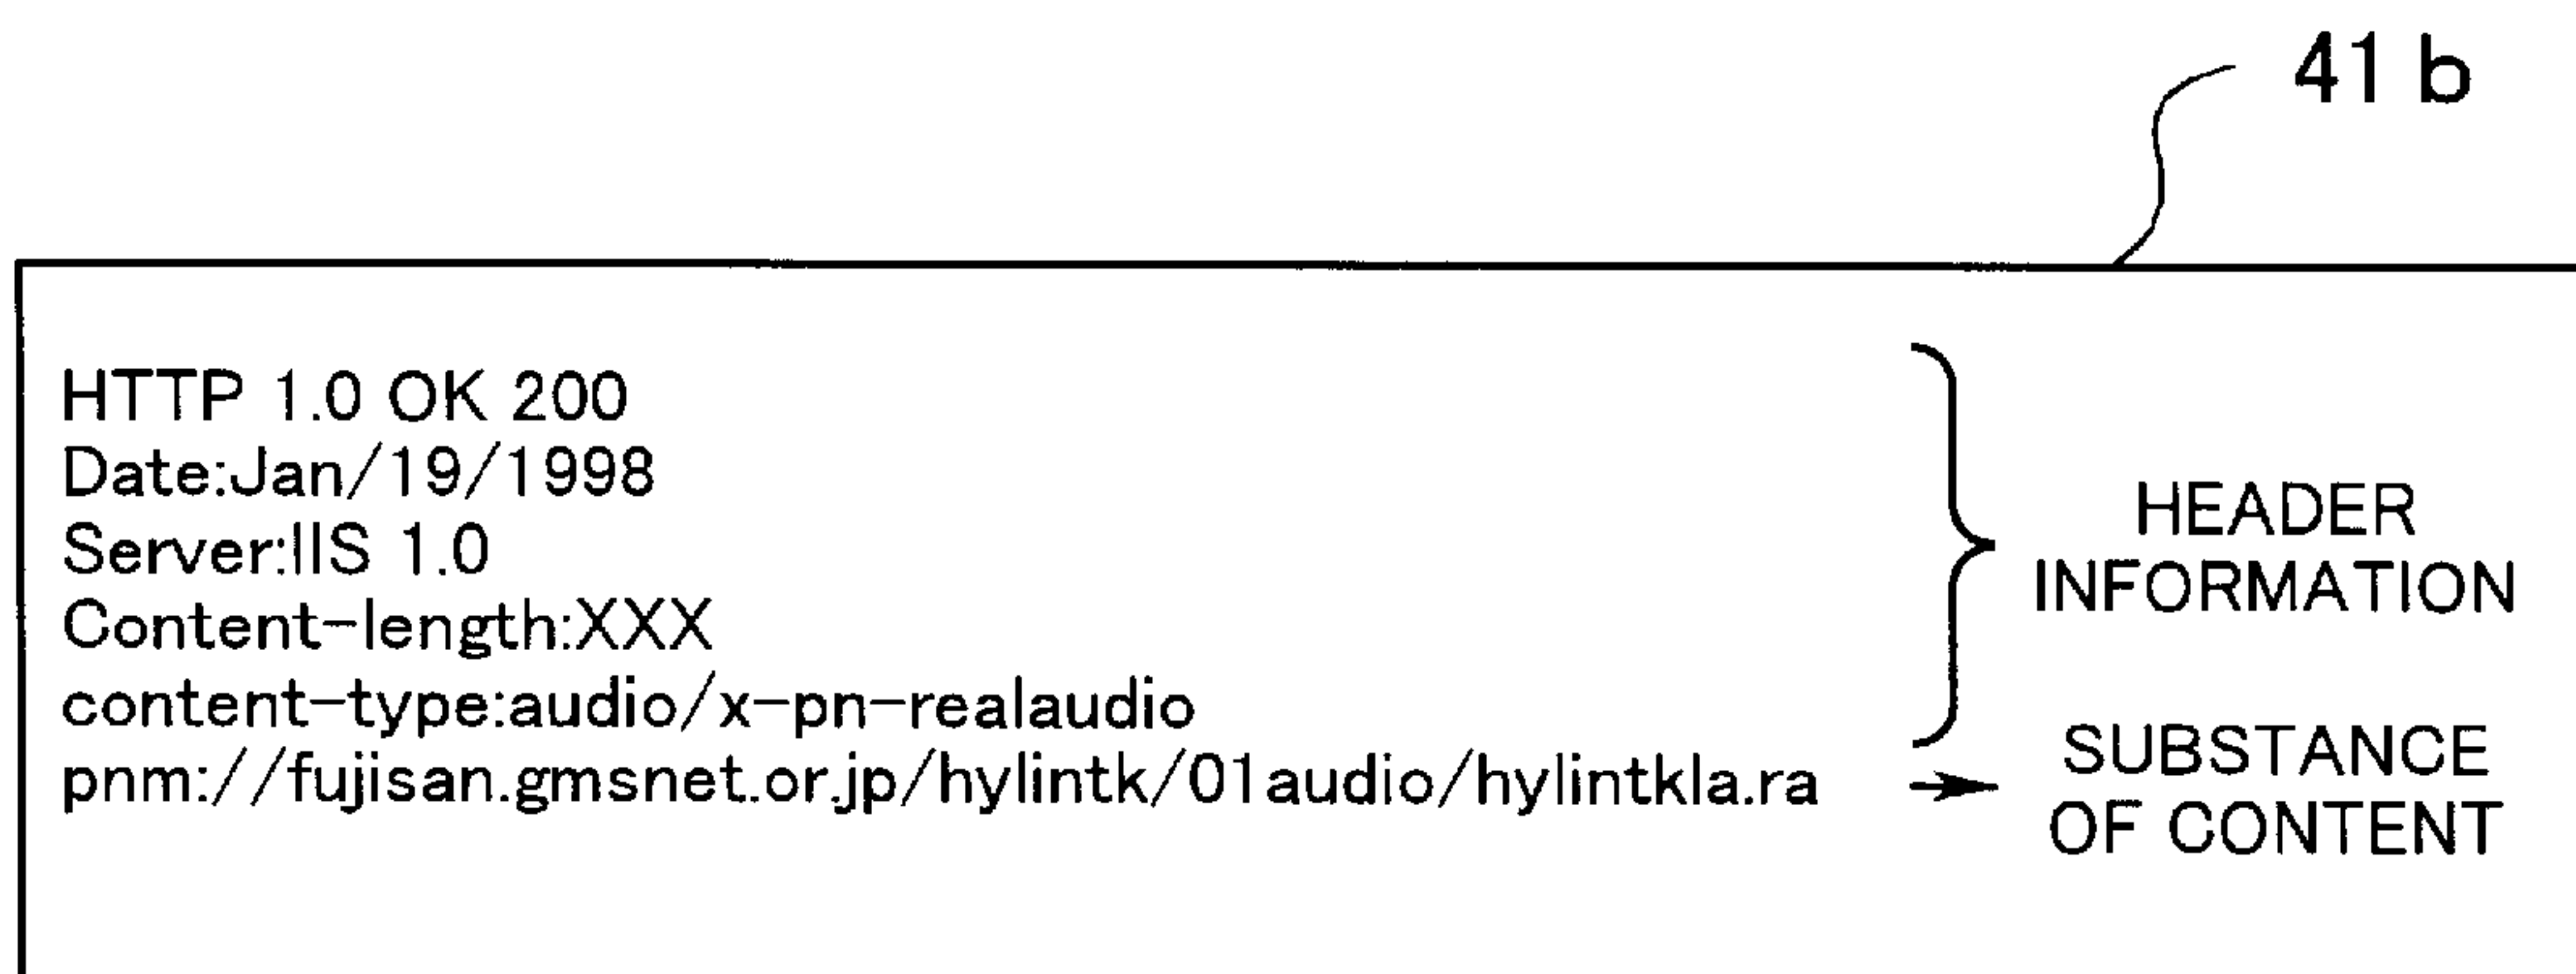 41 b
HTTP 1.0 OK 200
Date:Jan/19/1998
Server:IIS 1.0
Content-length:XXX
content-type:audio/x-pn-realaudio
pnm://fujisan.gmsnet.or.jp/hylintk/01audio/hylintkla.ra
HEADER
INFORMATION
SUBSTANCE
OF CONTENT